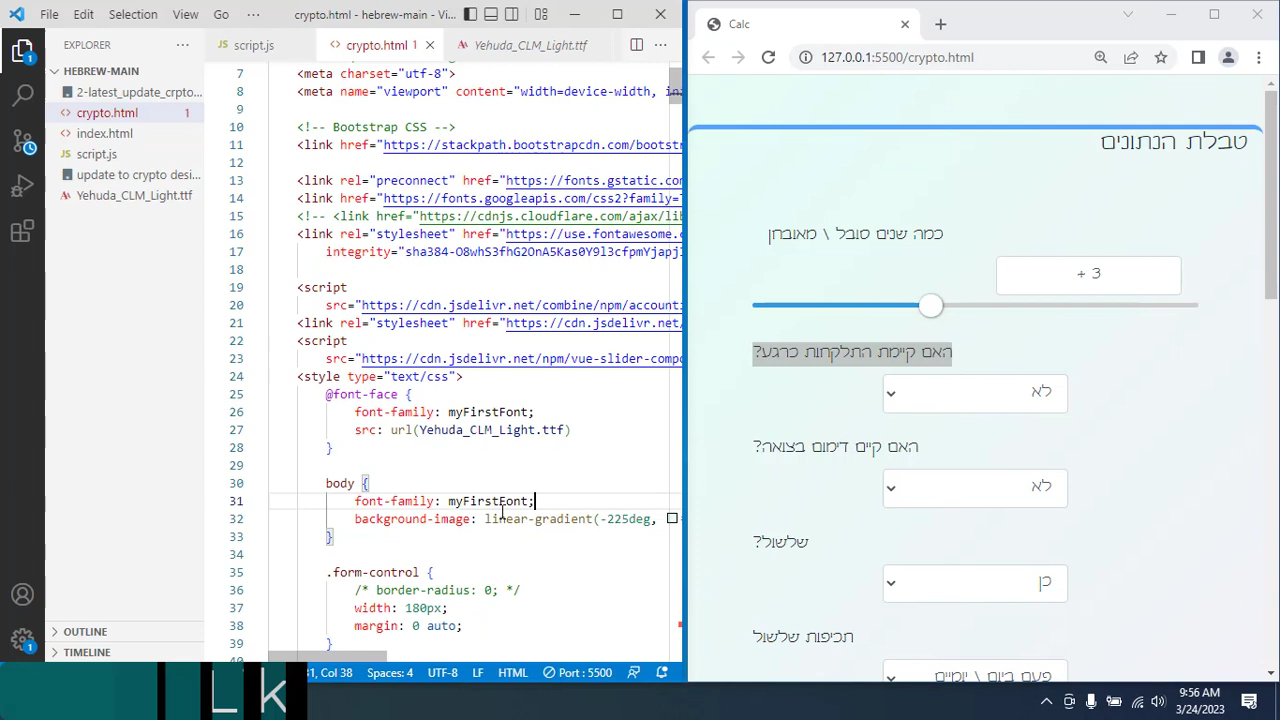 File Edit Selection View Go ··· crypto.html - hebrew-main - Vi...
EXPLORER ···
HEBREW-MAIN
2-latest_update_crpto...
crypto.html 1
index.html
script.js
update to crypto desi...
Yehuda_CLM_Light.ttf
OUTLINE
TIMELINE
script.js crypto.html 1 Yehuda_CLM_Light.ttf
7 <meta charset="utf-8">
8 <meta name="viewport" content="width=device-width, in
9
10 <!-- Bootstrap CSS -->
11 <link href="https://stackpath.bootstrapcdn.com/bootst
12
13 <link rel="preconnect" href="https://fonts.gstatic.co
14 <link href="https://fonts.googleapis.com/css2?family=
15 <!-- <link href="https://cdnjs.cloudflare.com/ajax/li
16 <link rel="stylesheet" href="https://use.fontawesome.
17 integrity="sha384-O8whS3fhG2OnA5Kas0Y9l3cfpmYjapj
18
19 <script
20 src="https://cdn.jsdelivr.net/combine/npm/account
21 <link rel="stylesheet" href="https://cdn.jsdelivr.net
22 <script
23 src="https://cdn.jsdelivr.net/npm/vue-slider-comp
24 <style type="text/css">
25 @font-face {
26 font-family: myFirstFont;
27 src: url(Yehuda_CLM_Light.ttf)
28 }
29
30 body {
31 font-family: myFirstFont;
32 background-image: linear-gradient(-225deg,
33 }
34
35 .form-control {
36 /* border-radius: 0; */
37 width: 180px;
38 margin: 0 auto;
39 }
31, Col 38 Spaces: 4 UTF-8 LF HTML Port : 5500
Calc
127.0.0.1:5500/crypto.html
טבלת הנתונים
כמה שנים סובל \ מאובחן
+ 3
האם קיימת התלקחות כרגע?
לא
האם קיים דימום בצואה?
לא
שלשול?
כן
תכיפות שלשול
פעם ביום \ יומיים
L K
9:56 AM
3/24/2023